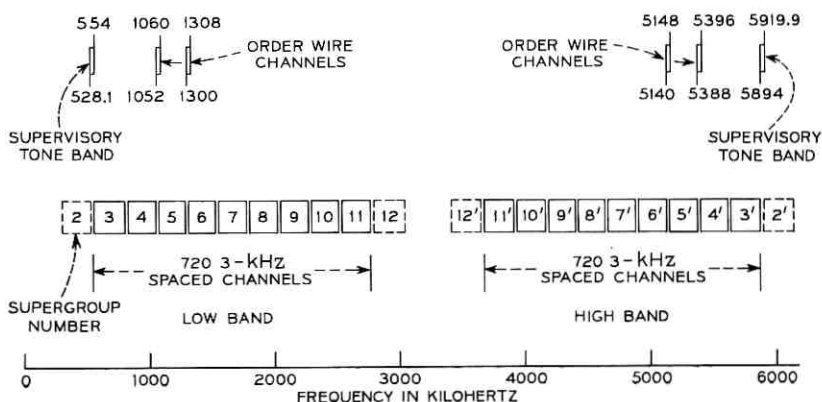 554 1060 1308 5148 5396 5919.9
ORDER WIRE CHANNELS
ORDER WIRE CHANNELS
528.1 1052 1300 5140 5388 5894
SUPERVISORY TONE BAND
SUPERVISORY TONE BAND
2 3 4 5 6 7 8 9 10 11 12 12' 11' 10' 9' 8' 7' 6' 5' 4' 3' 2'
720 3-kHz SPACED CHANNELS
720 3-kHz SPACED CHANNELS
SUPERGROUP NUMBER
LOW BAND HIGH BAND
0 1000 2000 3000 4000 5000 6000
FREQUENCY IN KILOHERTZ